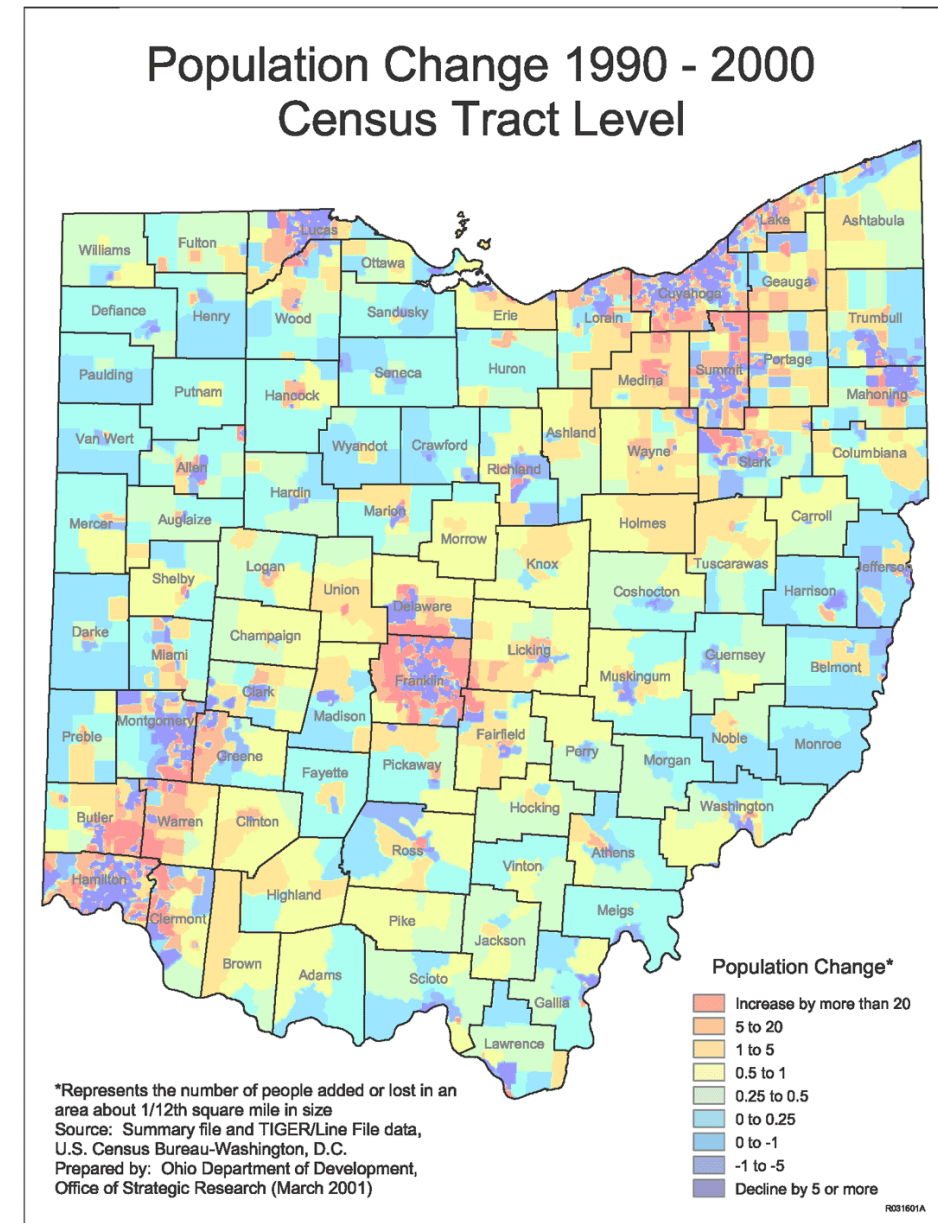 Population Change 1990 - 2000
Census Tract Level
Lake
Ashtabula
Lucas
Williams
Fulton
Ottawa
Geauga
Cuyahoga
Defiance
Henry
Wood
Sandusky
Erie
Lorain
Trumbull
Paulding
Putnam
Hancock
Seneca
Huron
Medina
Summit
Portage
Mahoning
Van Wert
Allen
Wyandot
Crawford
Richland
Ashland
Wayne
Stark
Columbiana
Hardin
Mercer
Auglaize
Marion
Morrow
Holmes
Carroll
Logan
Shelby
Union
Knox
Tuscarawas
Jefferson
Delaware
Coshocton
Harrison
Darke
Miami
Champaign
Licking
Franklin
Muskingum
Guernsey
Belmont
Clark
Madison
Montgomery
Preble
Greene
Fairfield
Perry
Noble
Monroe
Fayette
Pickaway
Morgan
Butler
Warren
Clinton
Hocking
Washington
Ross
Athens
Hamilton
Vinton
Highland
Clermont
Pike
Meigs
Jackson
Brown
Adams
Scioto
Gallia
Lawrence
Population Change*
Increase by more than 20
5 to 20
1 to 5
0.5 to 1
0.25 to 0.5
0 to 0.25
0 to -1
-1 to -5
Decline by 5 or more
*Represents the number of people added or lost in an
area about 1/12th square mile in size
Source: Summary file and TIGER/Line File data,
U.S. Census Bureau-Washington, D.C.
Prepared by: Ohio Department of Development,
Office of Strategic Research (March 2001)
R031601A